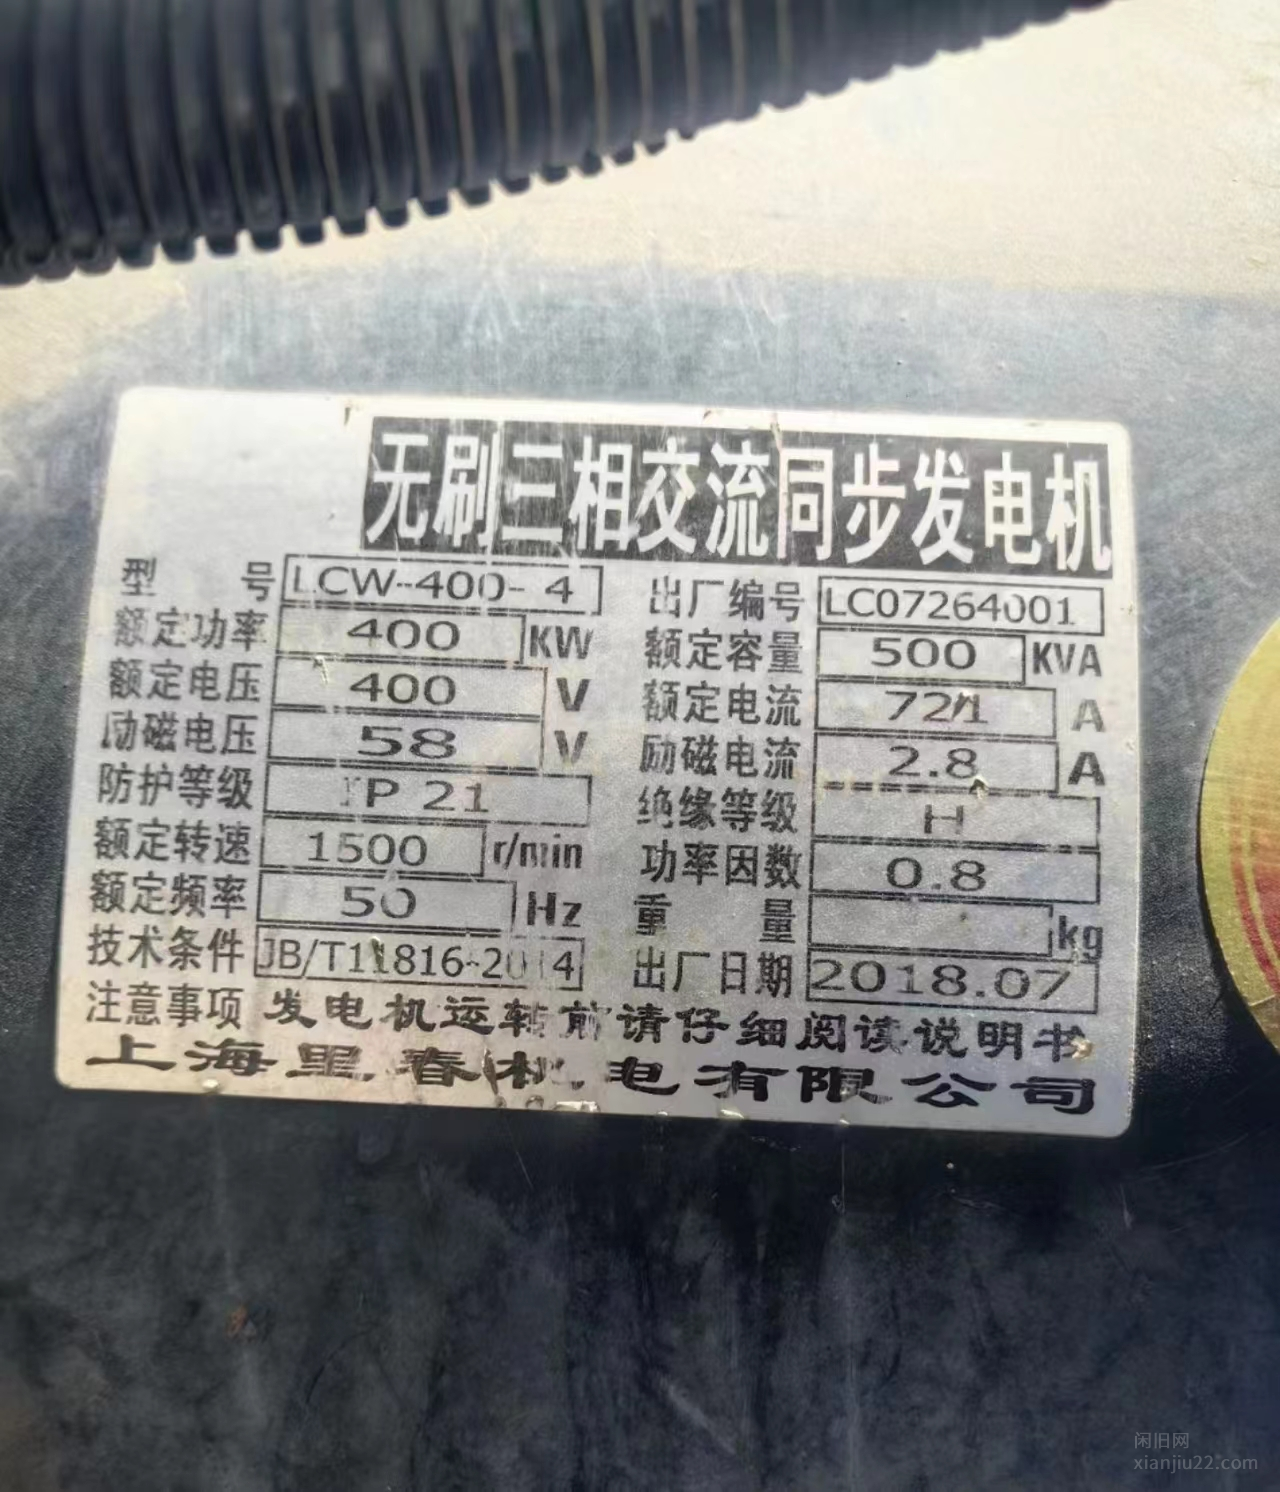 无刷三相交流同步发电机
型 号 LCW-400-4 出厂编号 LC07264001
额定功率 400 KW 额定容量 500 KVA
额定电压 400 V 额定电流 721 A
励磁电压 58 V 励磁电流 2.8 A
防护等级 IP 21 绝缘等级 H
额定转速 1500 r/min 功率因数 0.8
额定频率 50 Hz 重 量 kg
技术条件 JB/T11816-2014 出厂日期 2018.07
注意事项 发电机运转前请仔细阅读说明书
上海里春机电有限公司
闲旧网
xianjiu22.com